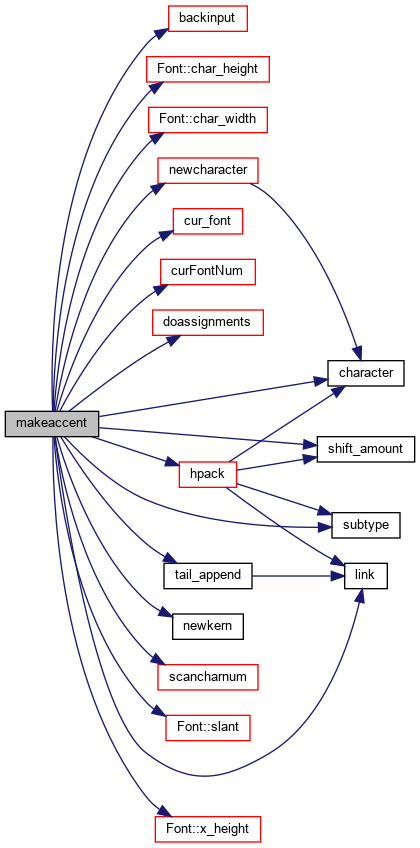 backinput
Font::char_height
Font::char_width
newcharacter
cur_font
curFontNum
doassignments
character
makeaccent
shift_amount
hpack
subtype
tail_append
link
newkern
scancharnum
Font::slant
Font::x_height